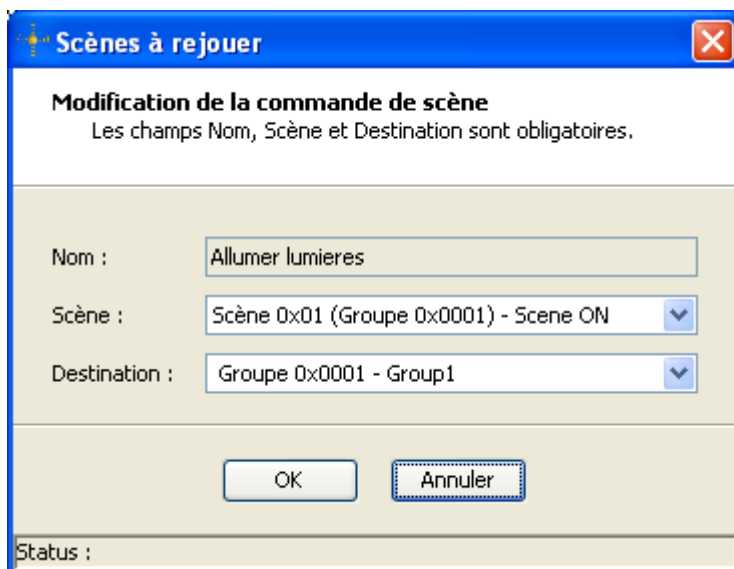 Scènes à rejouer
Modification de la commande de scène
Les champs Nom, Scène et Destination sont obligatoires.
Nom : Allumer lumieres
Scène : Scène 0x01 (Groupe 0x0001) - Scene ON
Destination : Groupe 0x0001 - Group1
OK Annuler
Status :